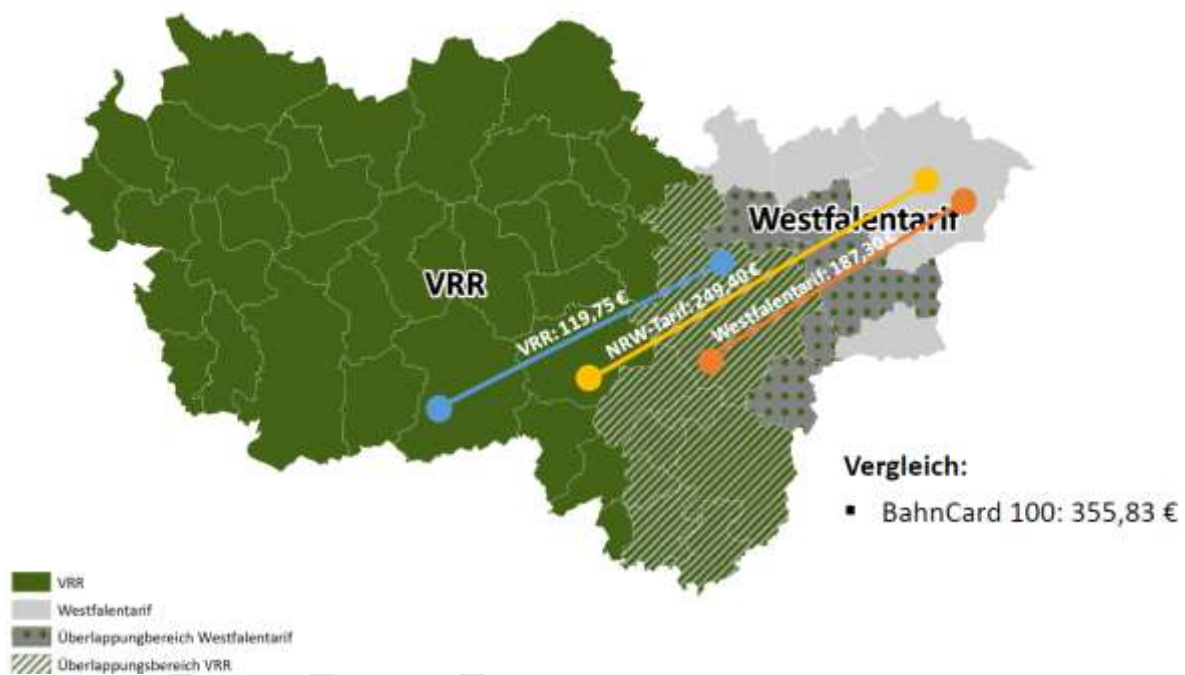 Westfalentarif
VRR
VRR: 119,75 €
NRW-Tarif: 249,40 €
Westfalentarif: 187,30 €
Vergleich:
▪ BahnCard 100: 355,83 €
VRR
Westfalentarif
Überlappungbereich Westfalentarif
Überlappungsbereich VRR